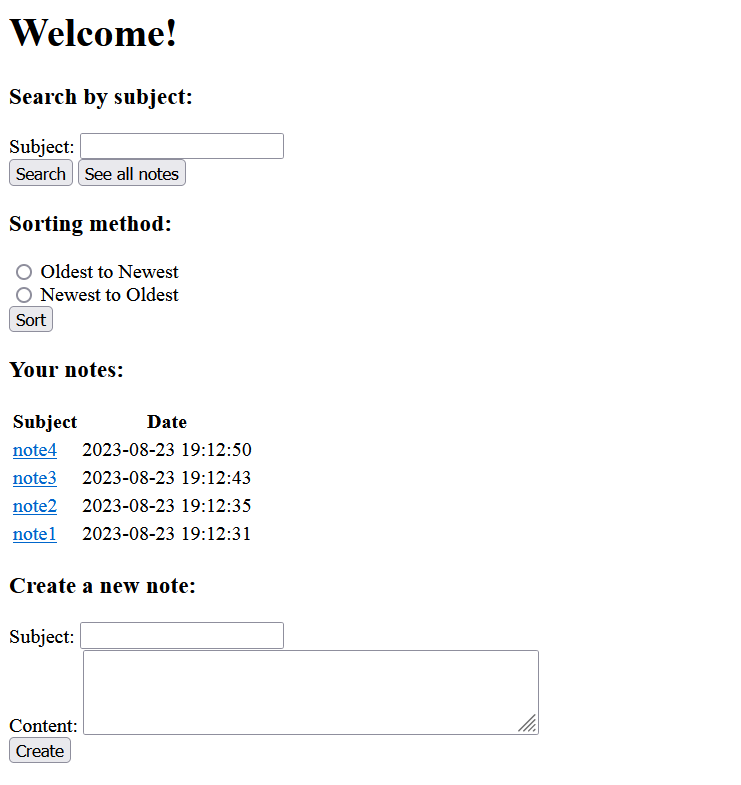 Welcome!
Search by subject:
Subject:
Search See all notes
Sorting method:
Oldest to Newest
Newest to Oldest
Sort
Your notes:
Subject Date
note4 2023-08-23 19:12:50
note3 2023-08-23 19:12:43
note2 2023-08-23 19:12:35
note1 2023-08-23 19:12:31
Create a new note:
Subject:
Content:
Create